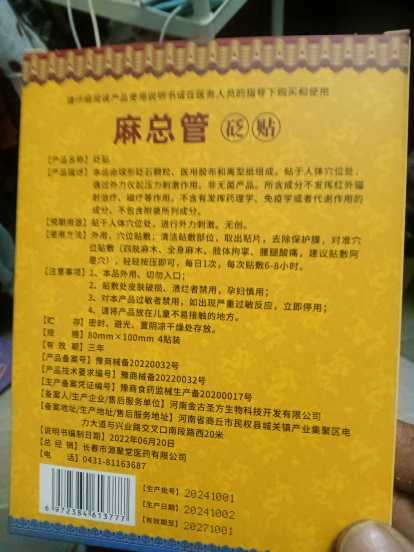 请仔细阅读产品使用说明书或在医务人员的指导下购买和使用
麻总管 砭贴
【产品名称】砭贴
【产品描述】本品由球形砭石颗粒、医用胶布和离型纸组成。贴于人体穴位处,
通过外力仅起压力刺激作用。非无菌产品。所含成分不发挥红外辐
射治疗、磁疗等作用。不含有发挥药理学、免疫学或者代谢作用的
成分。不包含附录所列成分。
【预期用途】贴于人体穴位处,进行外力刺激。无创。
【使用方法】外用,穴位贴敷;清洁贴敷部位,取出贴片,去除保护膜,对准穴
位贴敷(四肢麻木、全身麻木、肢体拘挛、腰腿酸痛,建议贴敷阿
是穴),轻轻按压即可,每日1次,每次贴敷6-8小时。
【注意事项】1、本品外用,切勿入口;
2、贴敷处皮肤破损、溃烂者禁用,孕妇慎用;
3、对本产品过敏者禁用,如出现严重过敏反应,立即停用;
4、请将产品放在儿童不易接触的地方。
【贮 存】密封、避光、置阴凉干燥处存放。
【规 格】80mm×100mm 4贴装
【有 效 期】三年
【产品备案号】豫商械备20220032号
【产品技术要求编号】豫商械备20220032号
【生产备案凭证编号】豫商食药监械生产备20200017号
【备案人/生产企业/售后服务单位】河南金古圣方生物科技开发有限公司
【备案地址/生产地址/售后服务地址】河南省商丘市民权县城关镇产业集聚区电
力大道与兴业路交叉口南段路西20米
【说明书编制日期】2022年06月20日
【总 经 销】长春市源聚堂医药有限公司
【电 话】0431-81163687
6972384613777
【生产批号】20241001
【生产日期】20241002
【有效期至】20271001